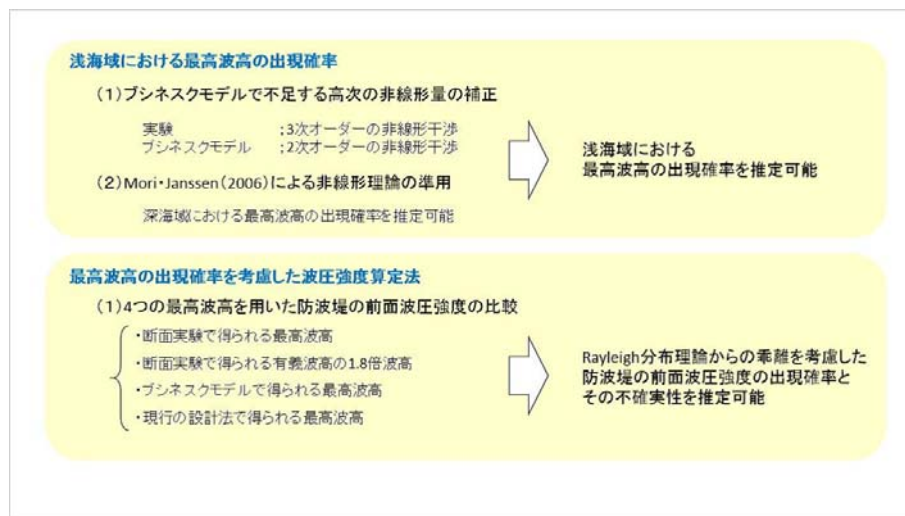 浅海域における最高波高の出現確率
(1)ブシネスクモデルで不足する高次の非線形量の補正
実験 ;3次オーダーの非線形干渉
ブシネスクモデル ;2次オーダーの非線形干渉
(2)Mori・Janssen(2006)による非線形理論の準用
深海域における最高波高の出現確率を推定可能
浅海域における
最高波高の出現確率を推定可能
最高波高の出現確率を考慮した波圧強度算定法
(1)4つの最高波高を用いた防波堤の前面波圧強度の比較
・断面実験で得られる最高波高
・断面実験で得られる有義波高の1.8倍波高
・ブシネスクモデルで得られる最高波高
・現行の設計法で得られる最高波高
Rayleigh分布理論からの乖離を考慮した
防波堤の前面波圧強度の出現確率と
その不確実性を推定可能